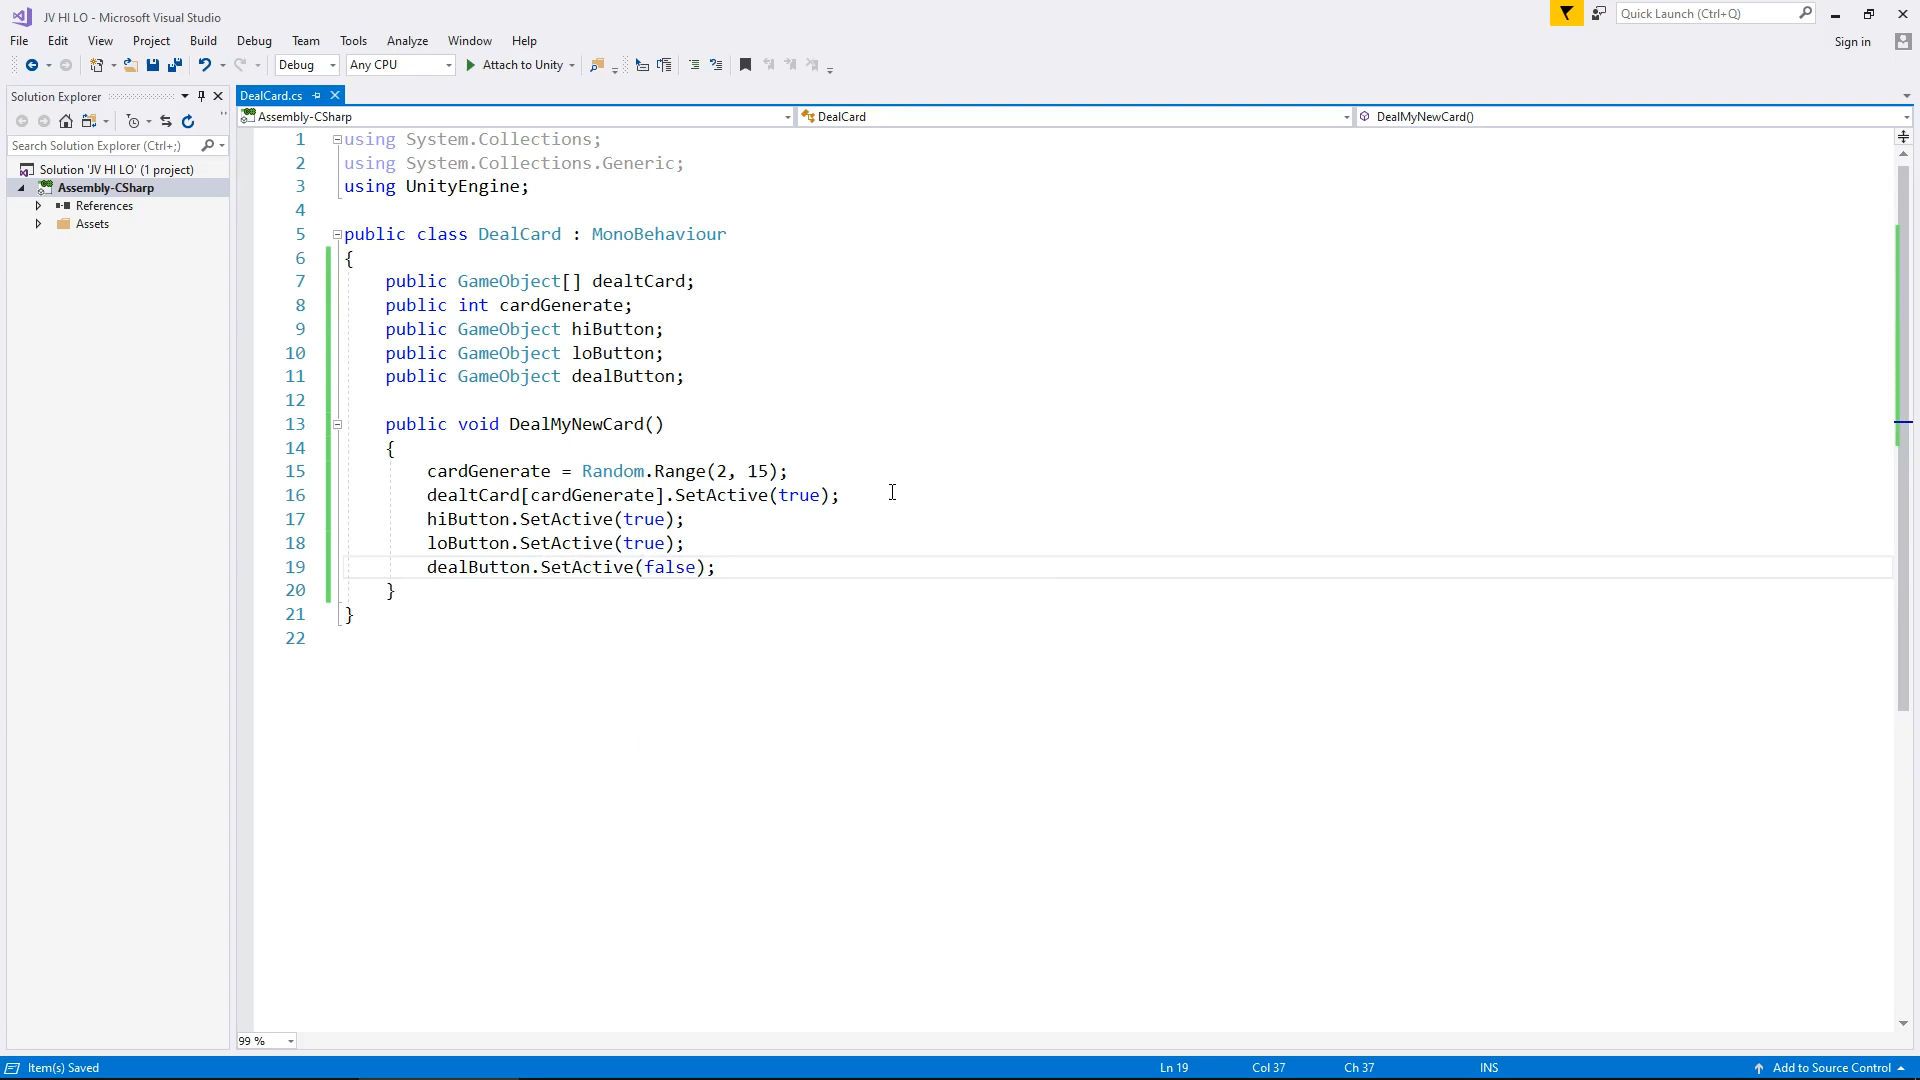 JV HI LO - Microsoft Visual Studio
Quick Launch (Ctrl+Q)
File Edit View Project Build Debug Team Tools Analyze Window Help
Sign in
Debug Any CPU Attach to Unity
Solution Explorer
DealCard.cs
Assembly-CSharp DealCard DealMyNewCard()
Search Solution Explorer (Ctrl+;)
Solution 'JV HI LO' (1 project)
Assembly-CSharp
References
Assets
1 using System.Collections;
2 using System.Collections.Generic;
3 using UnityEngine;
4
5 public class DealCard : MonoBehaviour
6 {
7 public GameObject[] dealtCard;
8 public int cardGenerate;
9 public GameObject hiButton;
10 public GameObject loButton;
11 public GameObject dealButton;
12
13 public void DealMyNewCard()
14 {
15 cardGenerate = Random.Range(2, 15);
16 dealtCard[cardGenerate].SetActive(true);
17 hiButton.SetActive(true);
18 loButton.SetActive(true);
19 dealButton.SetActive(false);
20 }
21 }
22
99 %
Item(s) Saved Ln 19 Col 37 Ch 37 INS Add to Source Control